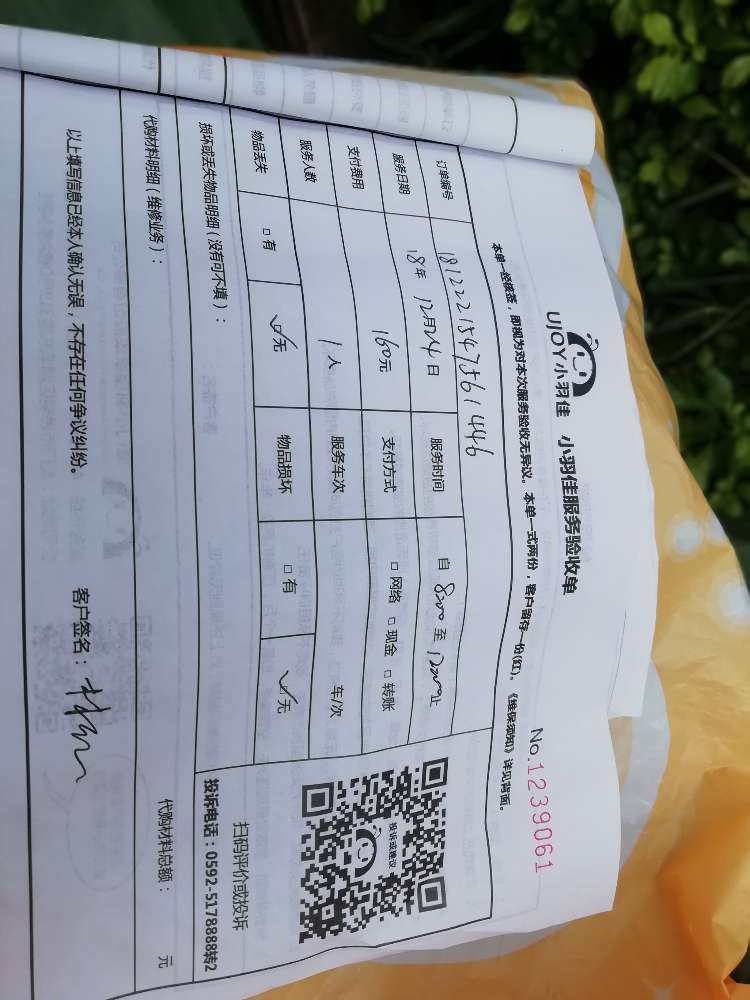 UJOY小羽佳 小羽佳服务验收单
No.1239061
本单一经核签，即视为对本次服务验收无异议。本单一式两份，客户留存一份(红)。《维保须知》详见背面。
订单编号 1812221547561446
服务日期 18年 12月24日 服务时间 自 8:00 至 12:00止
支付费用 160元 支付方式 □网络 □现金 □转账
服务人数 1人 服务车次 车/次
物品丢失 □有 ☑无 物品损坏 □有 ☑无
损坏或丢失物品明细（没有可不填）：
代购材料明细（维修业务）： 代购材料总额： 元
以上填写信息已经本人确认无误，不存在任何争议纠纷。 客户签名：
投诉或建议
扫码评价或投诉
投诉电话：0592-5178888转2